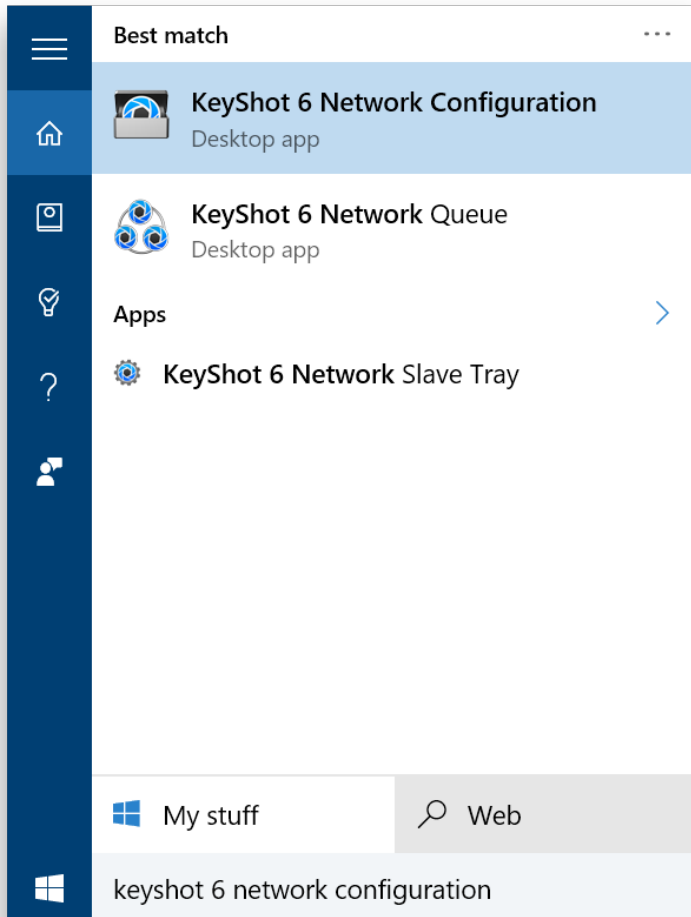 Best match
KeyShot 6 Network Configuration
Desktop app
KeyShot 6 Network Queue
Desktop app
Apps
KeyShot 6 Network Slave Tray
My stuff
Web
keyshot 6 network configuration